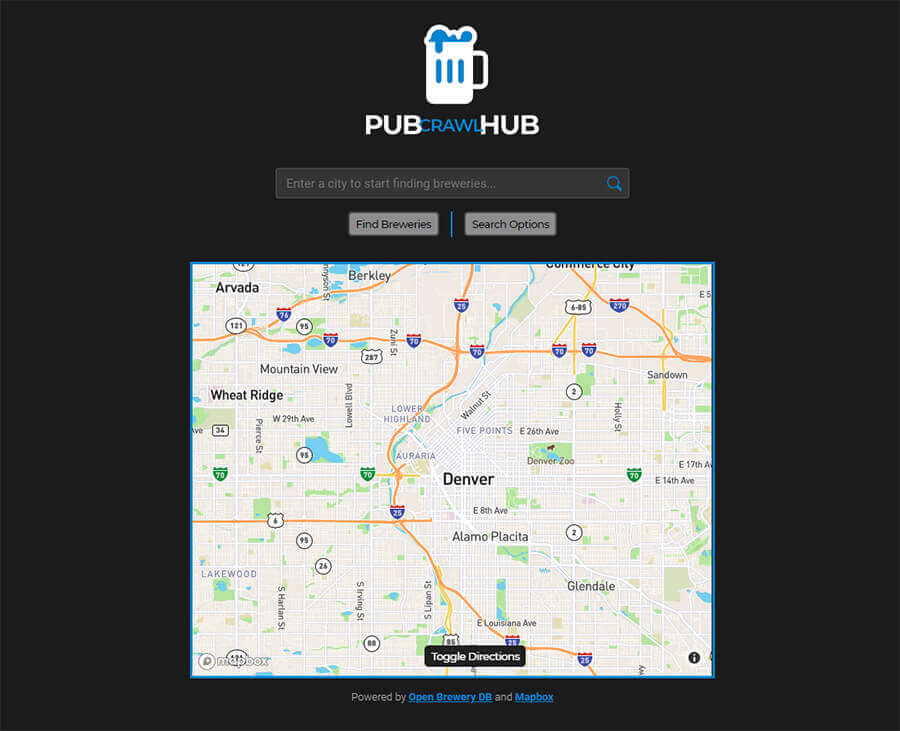 PUBCRAWLHUB
Enter a city to start finding breweries...
Find Breweries
Search Options
121
Commerce City
Berkley
Arvada
E 5
25
6-85
270
76
121
95
70
Zuni St
70
287
70
70
70
Mountain View
Sandown
Wheat Ridge
Lowell Blvd
2
Walnut St
LOWER
HIGHLAND
Holly St
W 29th Ave
Pierce St
34
FIVE POINTS
E 26th Ave
95
AURARIA
Denver Zoo
E 17th Av
70
70
Denver
70
E 14th Ave
25
E 8th Ave
6
95
Alamo Placita
2
26
LAKEWOOD
S Harlan St
S Irving St
S Lipan St
Glendale
E Louisiana Ave
88
85
25
mapbox
Toggle Directions
25
i
Powered by Open Brewery DB and Mapbox